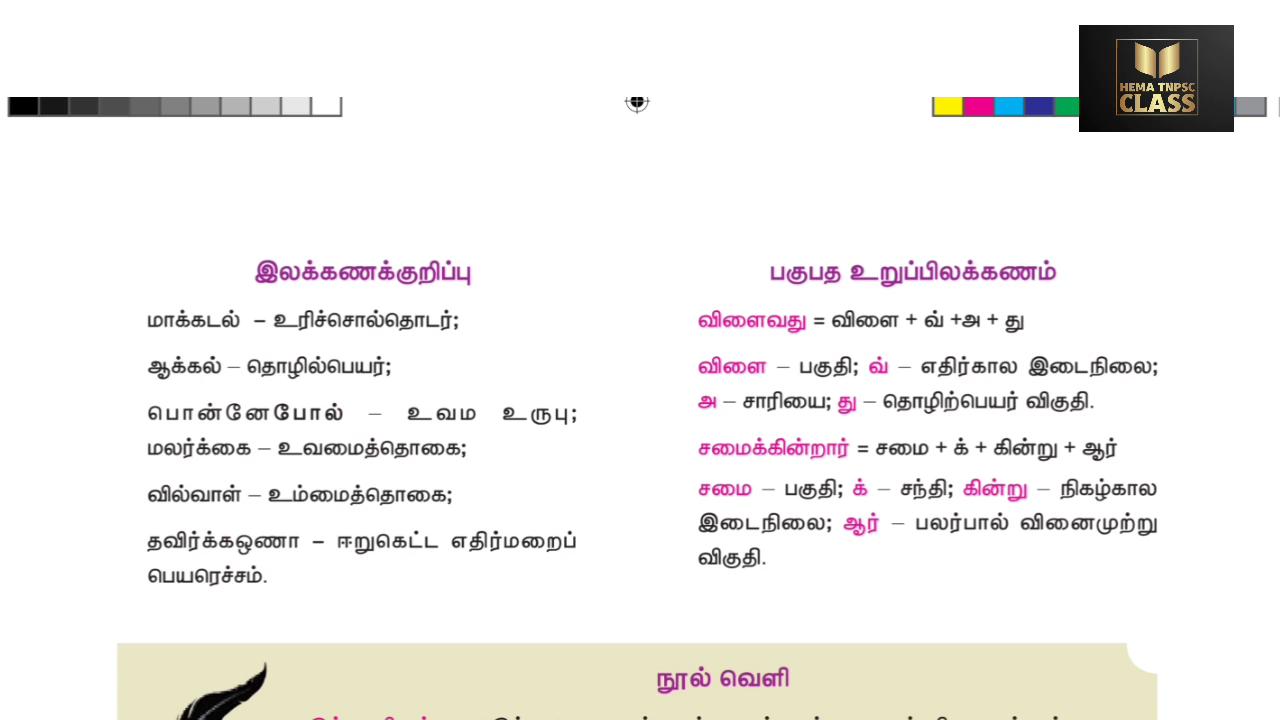 HEMA TNPSC
CLASS
இலக்கணக்குறிப்பு
மாக்கடல் – உரிச்சொல்தொடர்;
ஆக்கல் – தொழில்பெயர்;
பொன்னேபோல் – உவம உருபு;
மலர்க்கை – உவமைத்தொகை;
வில்வாள் – உம்மைத்தொகை;
தவிர்க்கஒணா – ஈறுகெட்ட எதிர்மறைப்
பெயரெச்சம்.
பகுபத உறுப்பிலக்கணம்
விளைவது = விளை + வ் +அ + து
விளை – பகுதி; வ் – எதிர்கால இடைநிலை;
அ – சாரியை; து – தொழிற்பெயர் விகுதி.
சமைக்கின்றார் = சமை + க் + கின்று + ஆர்
சமை – பகுதி; க் – சந்தி; கின்று – நிகழ்கால
இடைநிலை; ஆர் – பலர்பால் வினைமுற்று
விகுதி.
நூல் வெளி